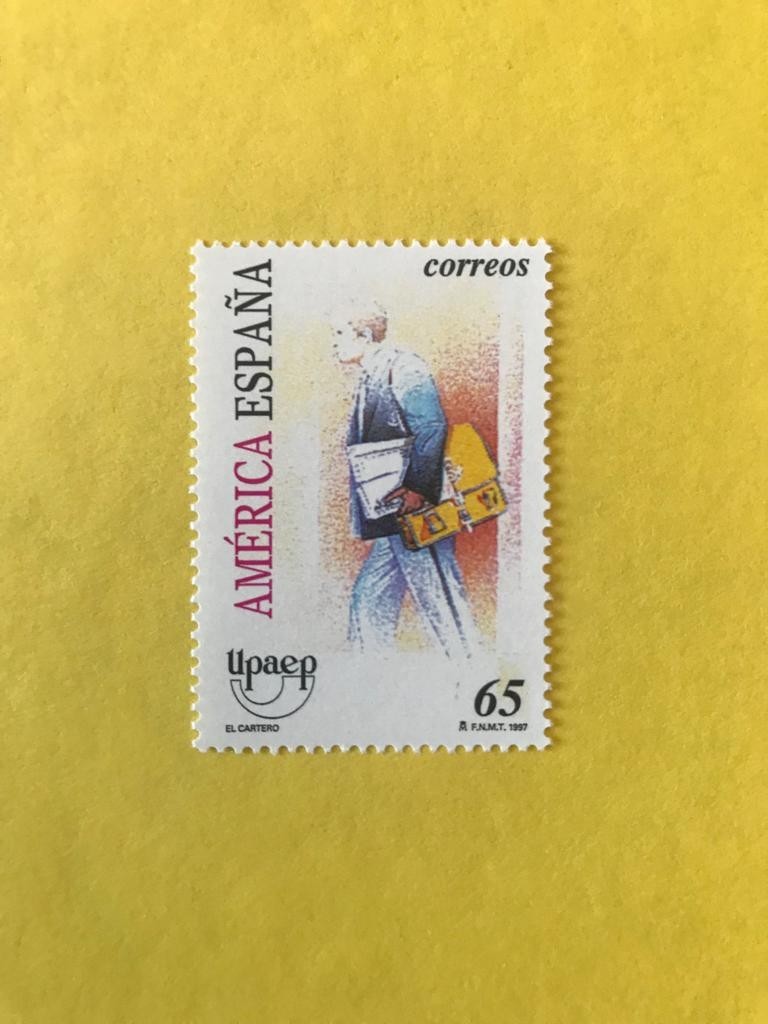 correos
AMÉRICA ESPAÑA
upaep
EL CARTERO
65
F.N.M.T. 1997